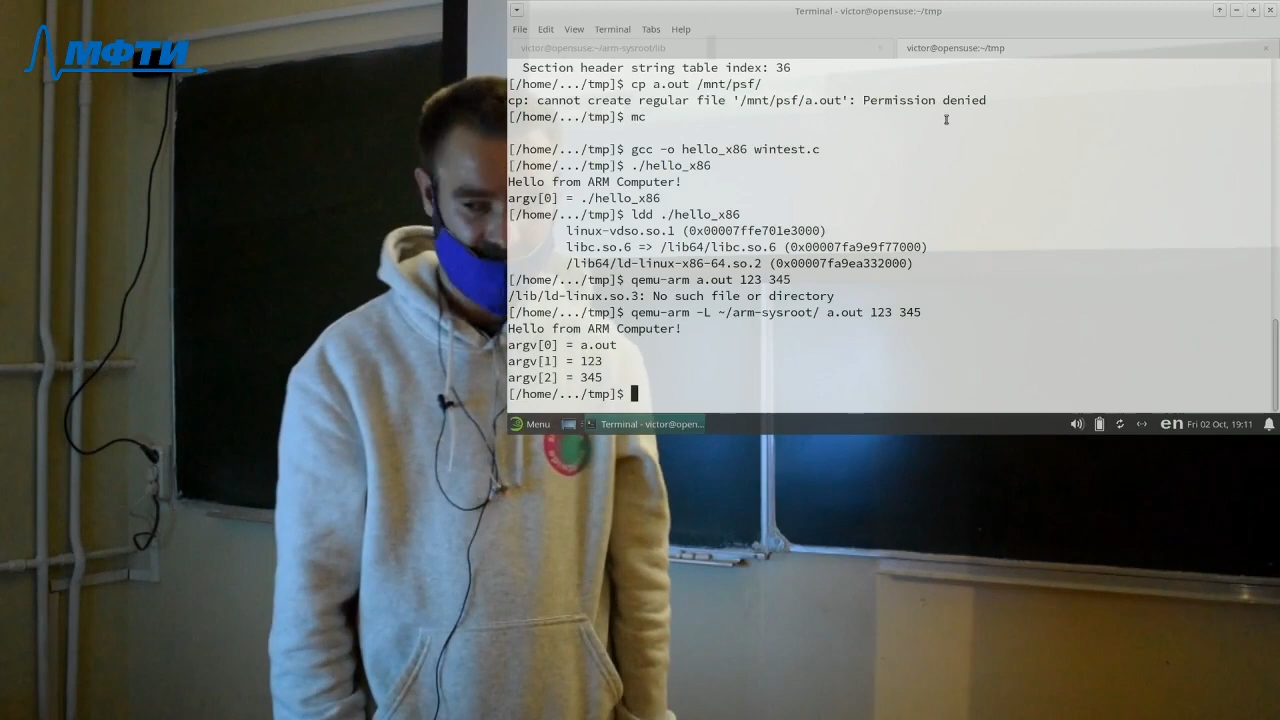 МФТИ
Terminal - victor@opensuse:~/tmp
File Edit View Terminal Tabs Help
victor@opensuse:~/arm-sysroot/lib
victor@opensuse:~/tmp
Section header string table index: 36
[/home/.../tmp]$ cp a.out /mnt/psf/
cp: cannot create regular file '/mnt/psf/a.out': Permission denied
[/home/.../tmp]$ mc
[/home/.../tmp]$ gcc -o hello_x86 wintest.c
[/home/.../tmp]$ ./hello_x86
Hello from ARM Computer!
argv[0] = ./hello_x86
[/home/.../tmp]$ ldd ./hello_x86
linux-vdso.so.1 (0x00007ffe701e3000)
libc.so.6 => /lib64/libc.so.6 (0x00007fa9e9f77000)
/lib64/ld-linux-x86-64.so.2 (0x00007fa9ea332000)
[/home/.../tmp]$ qemu-arm a.out 123 345
/lib/ld-linux.so.3: No such file or directory
[/home/.../tmp]$ qemu-arm -L ~/arm-sysroot/ a.out 123 345
Hello from ARM Computer!
argv[0] = a.out
argv[1] = 123
argv[2] = 345
[/home/.../tmp]$
Menu
Terminal - victor@open...
en
Fri 02 Oct, 19:11